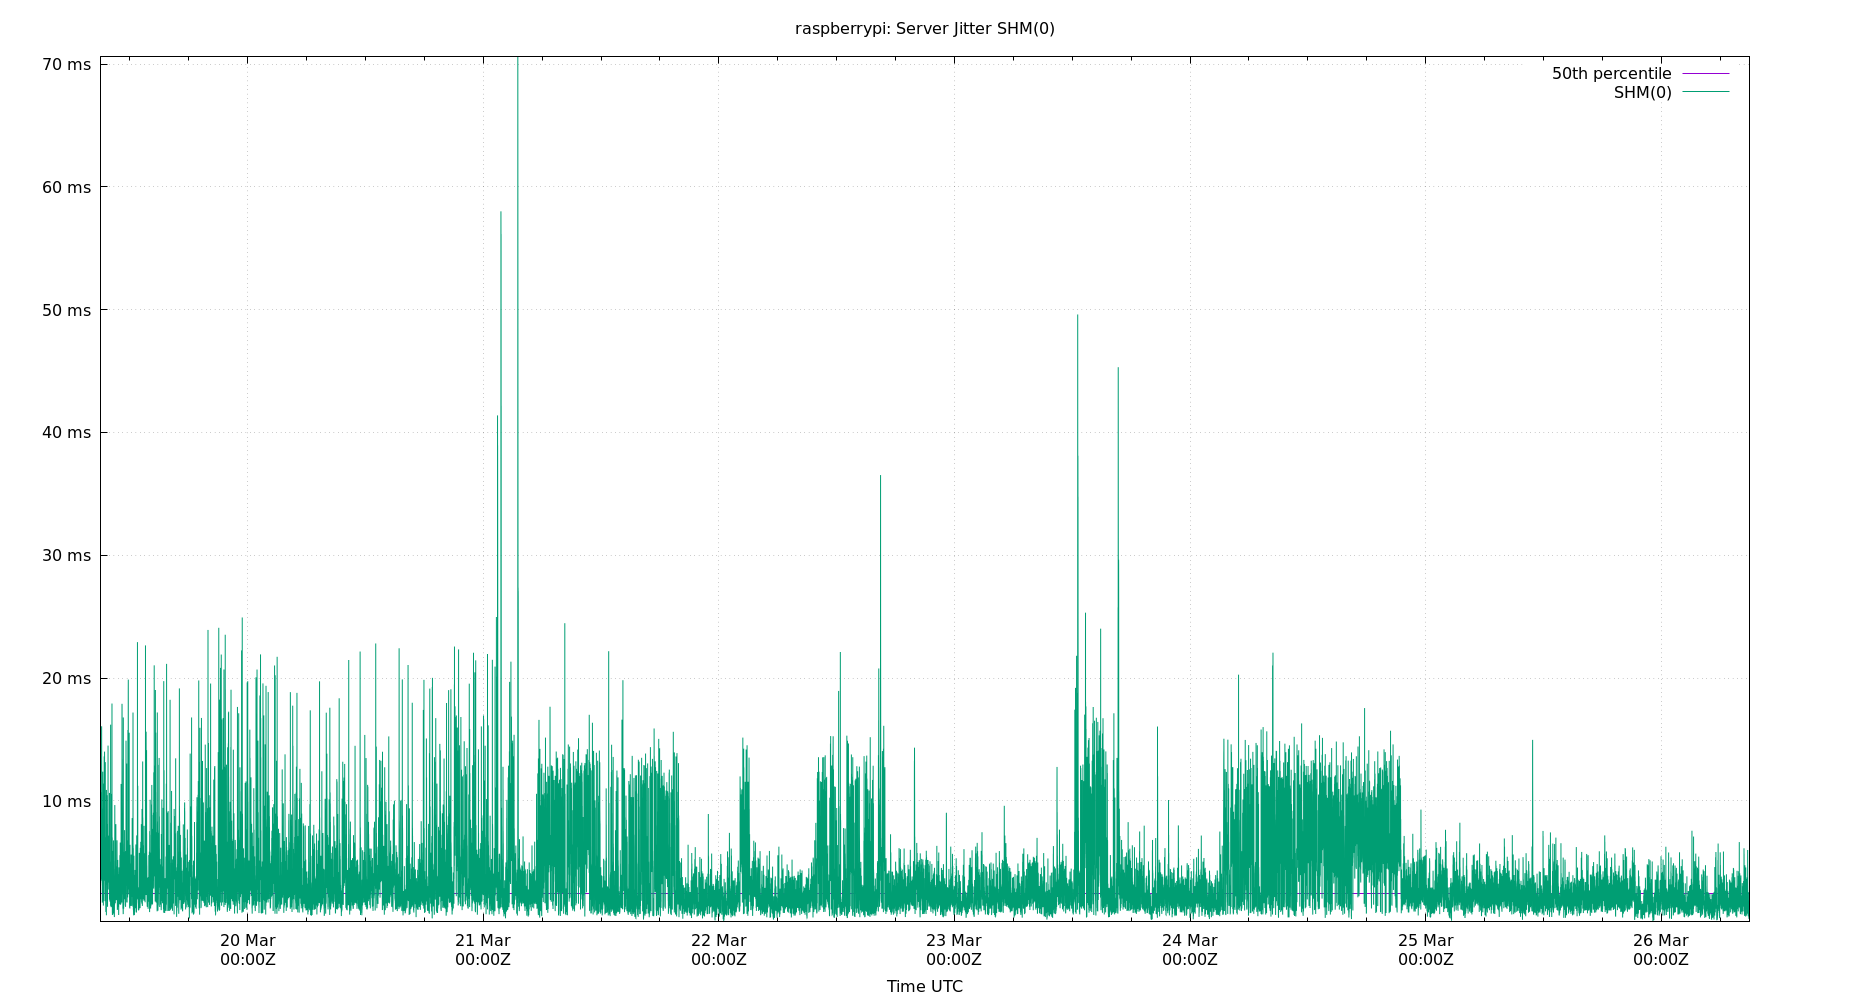 raspberrypi: Server Jitter SHM(0)
70 ms
50th percentile
SHM(0)
60 ms
50 ms
40 ms
30 ms
20 ms
10 ms
20 Mar 21 Mar 22 Mar 23 Mar 24 Mar 25 Mar 26 Mar
00:00Z 00:00Z 00:00Z 00:00Z 00:00Z 00:00Z 00:00Z
Time UTC